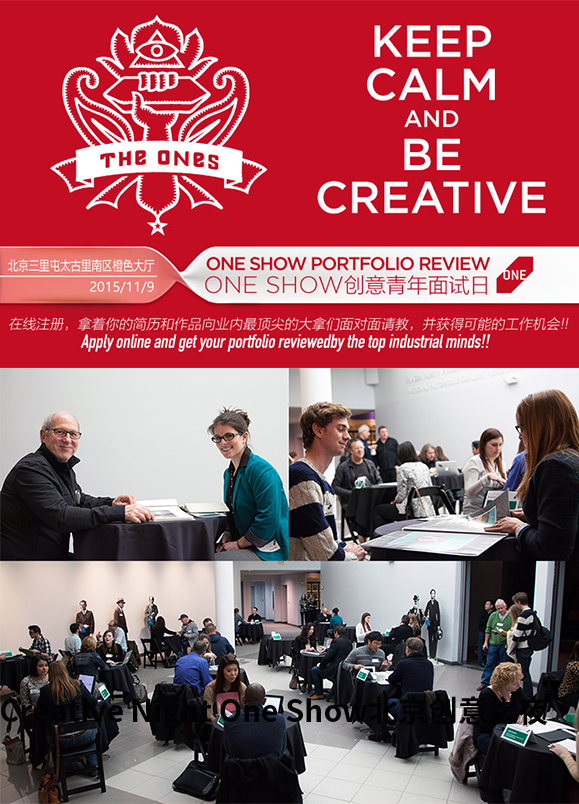 THE ONES
KEEP
CALM
AND
BE
CREATIVE
北京三里屯太古里南区橙色大厅
2015/11/9
ONE SHOW PORTFOLIO REVIEW
ONE SHOW创意青年面试日
ONE
在线注册，拿着你的简历和作品向业内最顶尖的大拿们面对面请教，并获得可能的工作机会!!
Apply online and get your portfolio reviewedby the top industrial minds!!
Creative Night One Show北京创意之夜